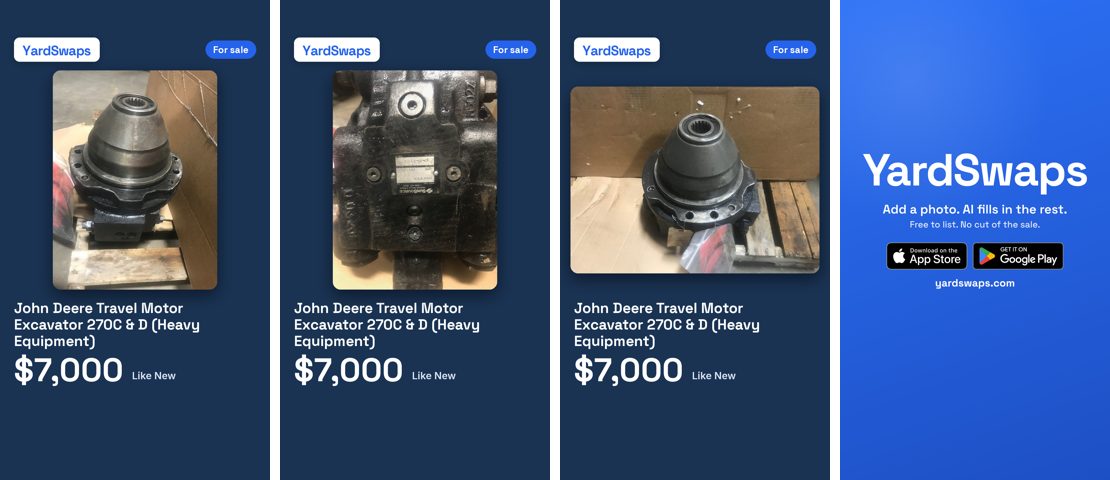 YardSwaps
For sale
John Deere Travel Motor
Excavator 270C & D (Heavy
Equipment)
$7,000 Like New
YardSwaps
For sale
John Deere Travel Motor
Excavator 270C & D (Heavy
Equipment)
$7,000 Like New
YardSwaps
For sale
John Deere Travel Motor
Excavator 270C & D (Heavy
Equipment)
$7,000 Like New
YardSwaps
Add a photo. AI fills in the rest.
Free to list. No cut of the sale.
Download on the
App Store
GET IT ON
Google Play
yardswaps.com